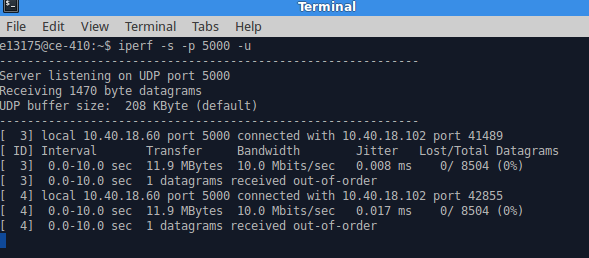 Terminal
File Edit View Terminal Tabs Help
e13175@ce-410:~$ iperf -s -p 5000 -u
------------------------------------------------------------
Server listening on UDP port 5000
Receiving 1470 byte datagrams
UDP buffer size:  208 KByte (default)
------------------------------------------------------------
[  3] local 10.40.18.60 port 5000 connected with 10.40.18.102 port 41489
[ ID] Interval       Transfer     Bandwidth        Jitter   Lost/Total Datagrams
[  3]  0.0-10.0 sec  11.9 MBytes  10.0 Mbits/sec   0.008 ms    0/ 8504 (0%)
[  3]  0.0-10.0 sec  1 datagrams received out-of-order
[  4] local 10.40.18.60 port 5000 connected with 10.40.18.102 port 42855
[  4]  0.0-10.0 sec  11.9 MBytes  10.0 Mbits/sec   0.017 ms    0/ 8504 (0%)
[  4]  0.0-10.0 sec  1 datagrams received out-of-order